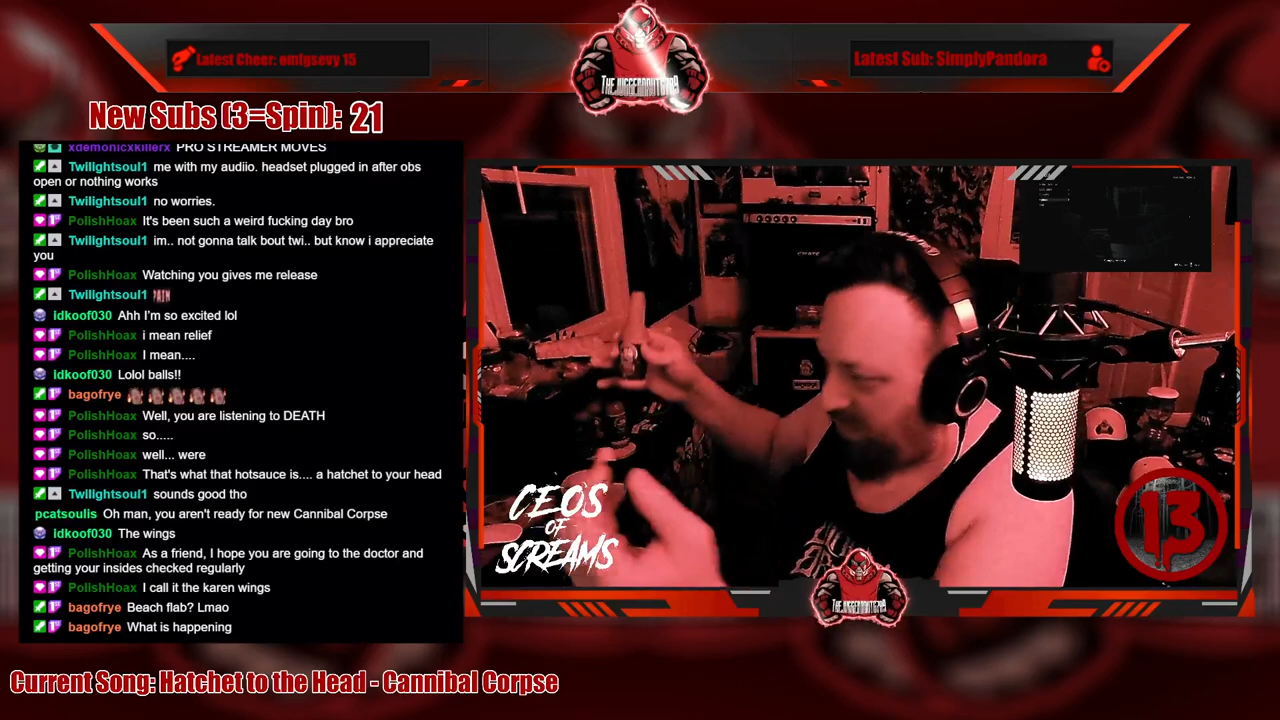 Latest Cheer: omfgsevy 15
THEJUGGERNAUT6789
Latest Sub: SimplyPandora
New Subs (3=Spin): 21
xdemonicxkillerx PRO STREAMER MOVES
Twilightsoul1 me with my audiio. headset plugged in after obs
open or nothing works
Twilightsoul1 no worries.
PolishHoax It's been such a weird fucking day bro
Twilightsoul1 im.. not gonna talk bout twi.. but know i appreciate
you
PolishHoax Watching you gives me release
Twilightsoul1 PAIN
idkoof030 Ahh I'm so excited lol
PolishHoax i mean relief
PolishHoax I mean....
idkoof030 Lolol balls!!
bagofrye
PolishHoax Well, you are listening to DEATH
PolishHoax so.....
PolishHoax well... were
PolishHoax That's what that hotsauce is.... a hatchet to your head
Twilightsoul1 sounds good tho
pcatsoulis Oh man, you aren't ready for new Cannibal Corpse
idkoof030 The wings
PolishHoax As a friend, I hope you are going to the doctor and
getting your insides checked regularly
PolishHoax I call it the karen wings
bagofrye Beach flab? Lmao
bagofrye What is happening
CEOS
OF
SCREAMS
13
Current Song: Hatchet to the Head - Cannibal Corpse